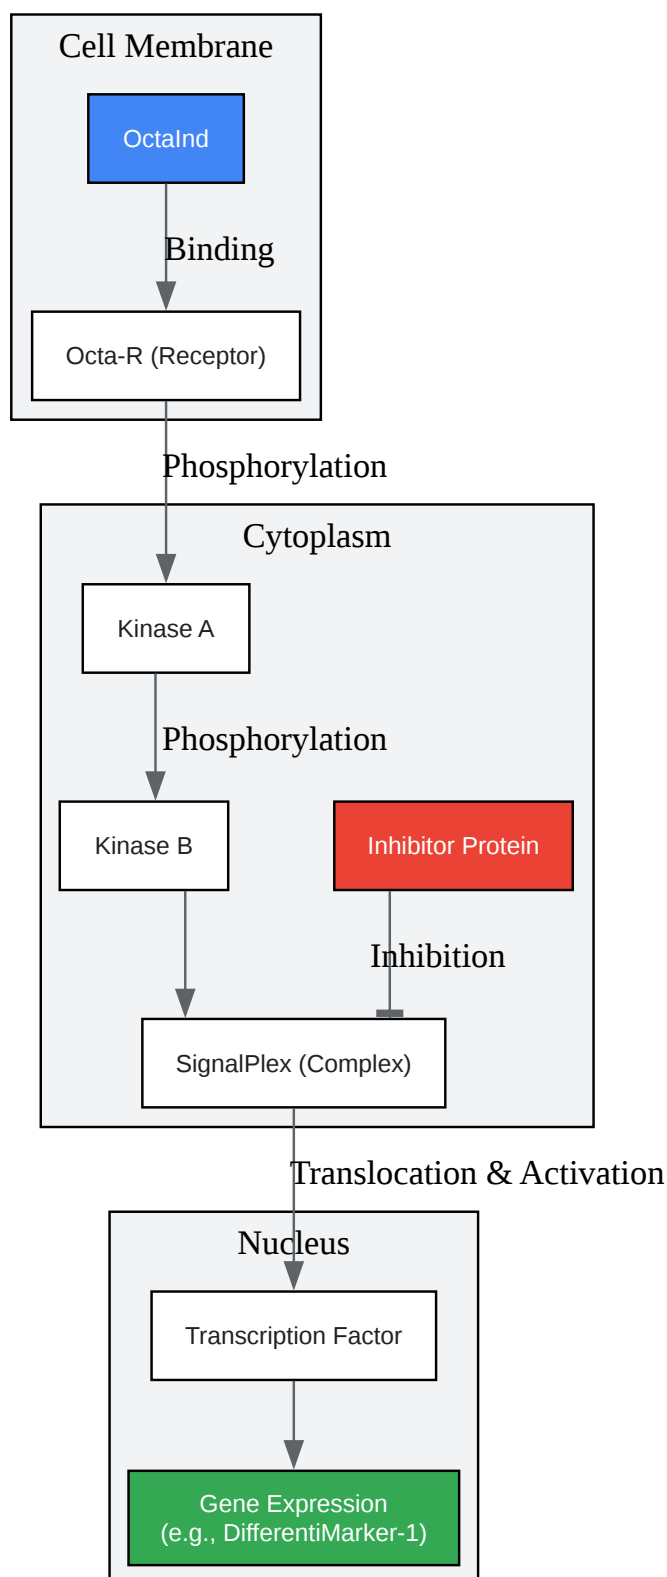 Cell Membrane
OctaInd
Binding
Octa-R (Receptor)
Phosphorylation
Cytoplasm
Kinase A
Phosphorylation
Kinase B
Inhibitor Protein
Inhibition
SignalPlex (Complex)
Translocation & Activation
Nucleus
Transcription Factor
Gene Expression
(e.g., DifferentiMarker-1)